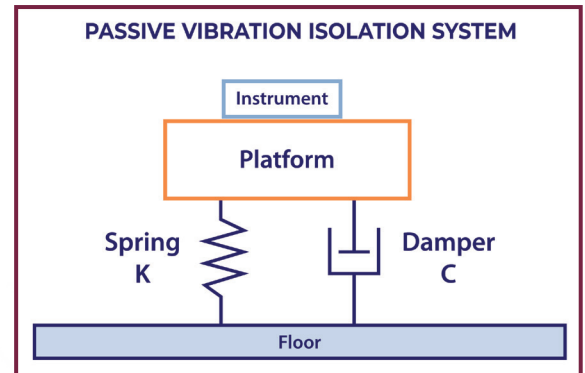 PASSIVE VIBRATION ISOLATION SYSTEM
Instrument
Platform
Spring
K
Damper
C
Floor